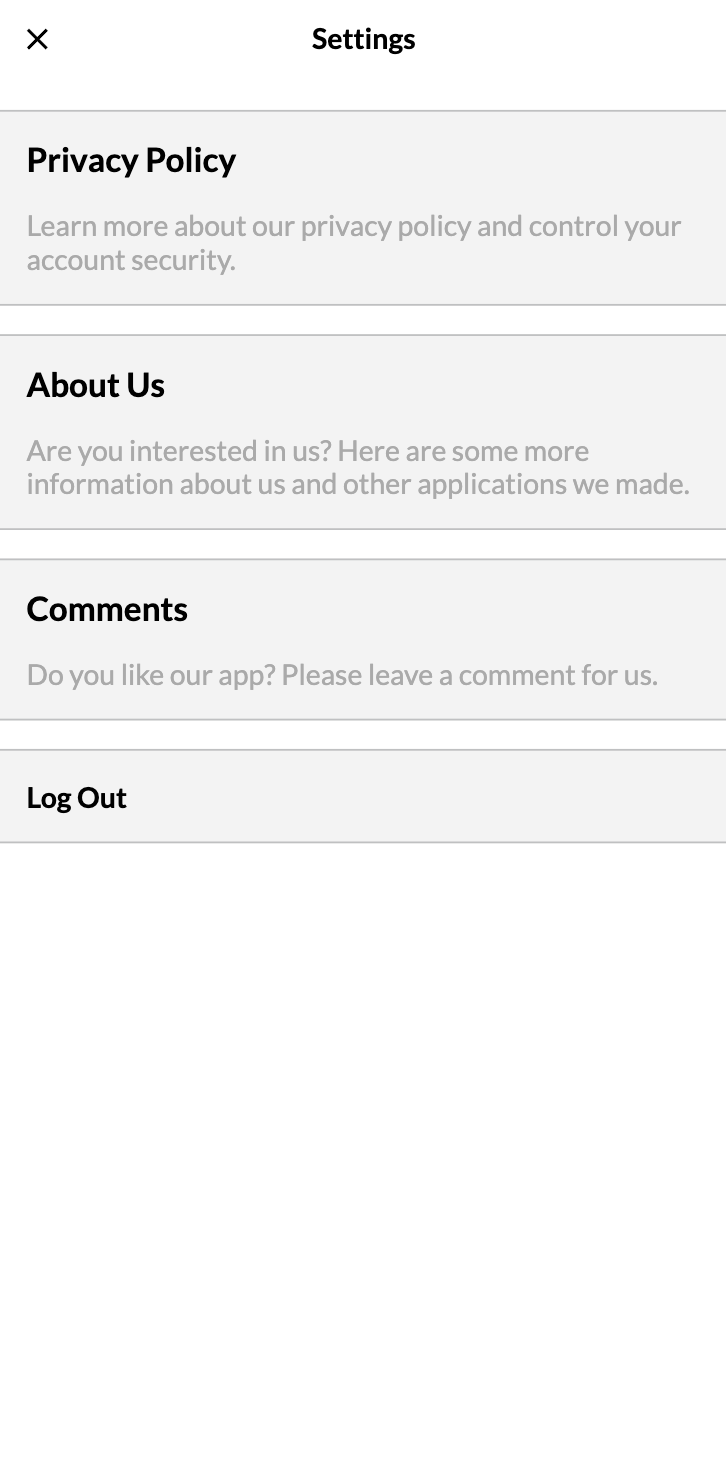 Settings
Privacy Policy
Learn more about our privacy policy and control your
account security.
About Us
Are you interested in us? Here are some more
information about us and other applications we made.
Comments
Do you like our app? Please leave a comment for us.
Log Out